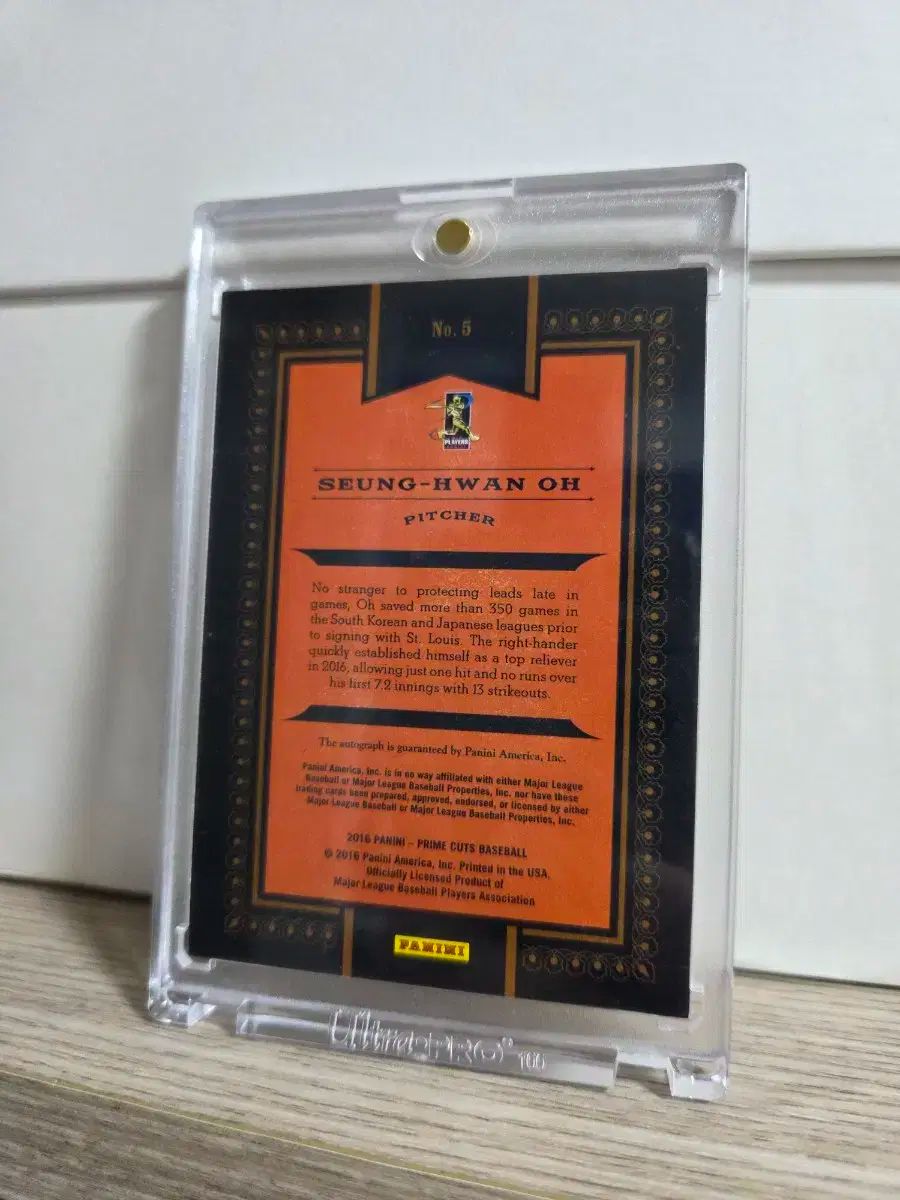 No. 5
PLAYERS
SEUNG-HWAN OH
PITCHER
No stranger to protecting leads late in
games, Oh saved more than 350 games in
the South Korean and Japanese leagues prior
to signing with St. Louis. The right-hander
quickly established himself as a top reliever
in 2016, allowing just one hit and no runs over
his first 7.2 innings with 13 strikeouts.
The autograph is guaranteed by Panini America, Inc.
Panini America, Inc. is in no way affiliated with either Major League
Baseball or Major League Baseball Properties, Inc. nor have these
trading cards been prepared, approved, endorsed, or licensed by either
Major League Baseball or Major League Baseball Properties, Inc.
2016 PANINI – PRIME CUTS BASEBALL
© 2016 Panini America, Inc. Printed in the USA.
Officially Licensed Product of
Major League Baseball Players Association
PANINI
UltraPRO® 100